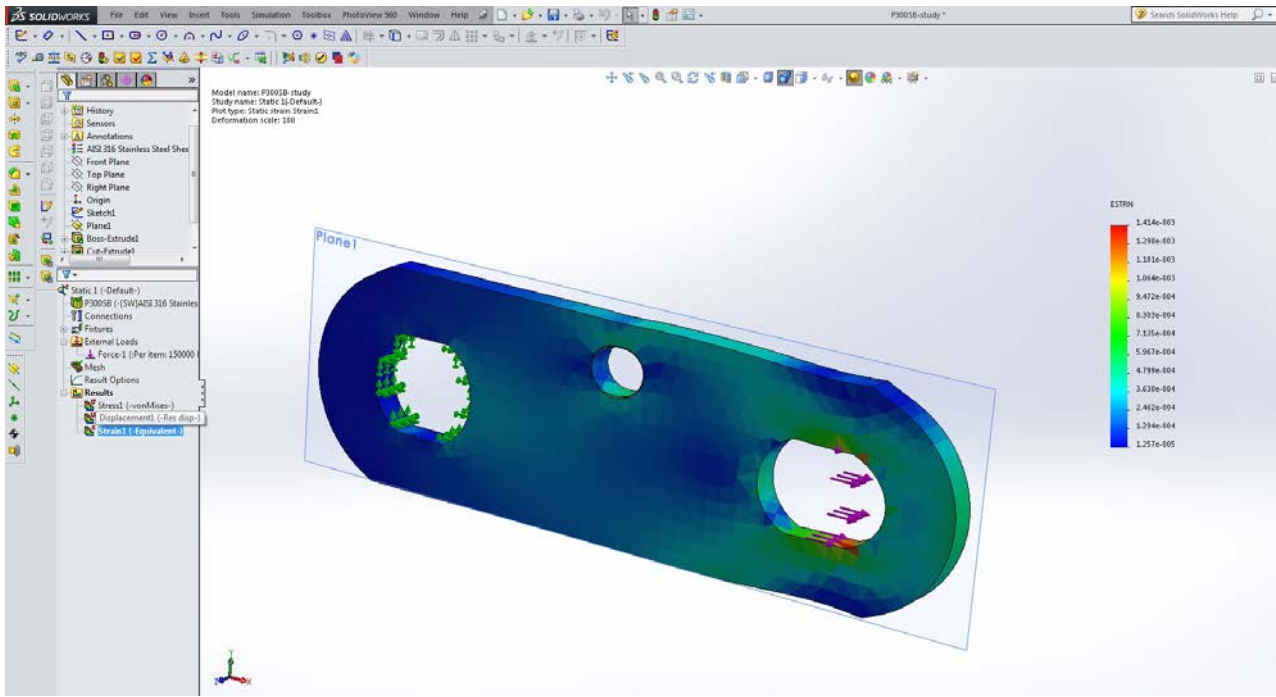 SOLIDWORKS File Edit View Insert Tools Simulation Toolbox PhotoView 360 Window Help P300SB-study * Search SolidWorks Help
Model name: P300SB-study
Study name: Static 1(-Default-)
Plot type: Static strain Strain1
Deformation scale: 100
History
Sensors
Annotations
AISI 316 Stainless Steel Shee
Front Plane
Top Plane
Right Plane
Origin
Sketch1
Plane1
Boss-Extrude1
Cut-Extrude1
Static 1 (-Default-)
P300SB (-[SW]AISI 316 Stainles
Connections
Fixtures
External Loads
Force-1 (:Per item: 150000
Mesh
Result Options
Results
Stress1 (-vonMises-)
Displacement1 (-Res disp-)
Strain1 (-Equivalent-)
Plane1
ESTRN
1.414e-003
1.298e-003
1.181e-003
1.064e-003
9.472e-004
8.303e-004
7.135e-004
5.967e-004
4.799e-004
3.630e-004
2.462e-004
1.294e-004
1.257e-005
Y
Z
X